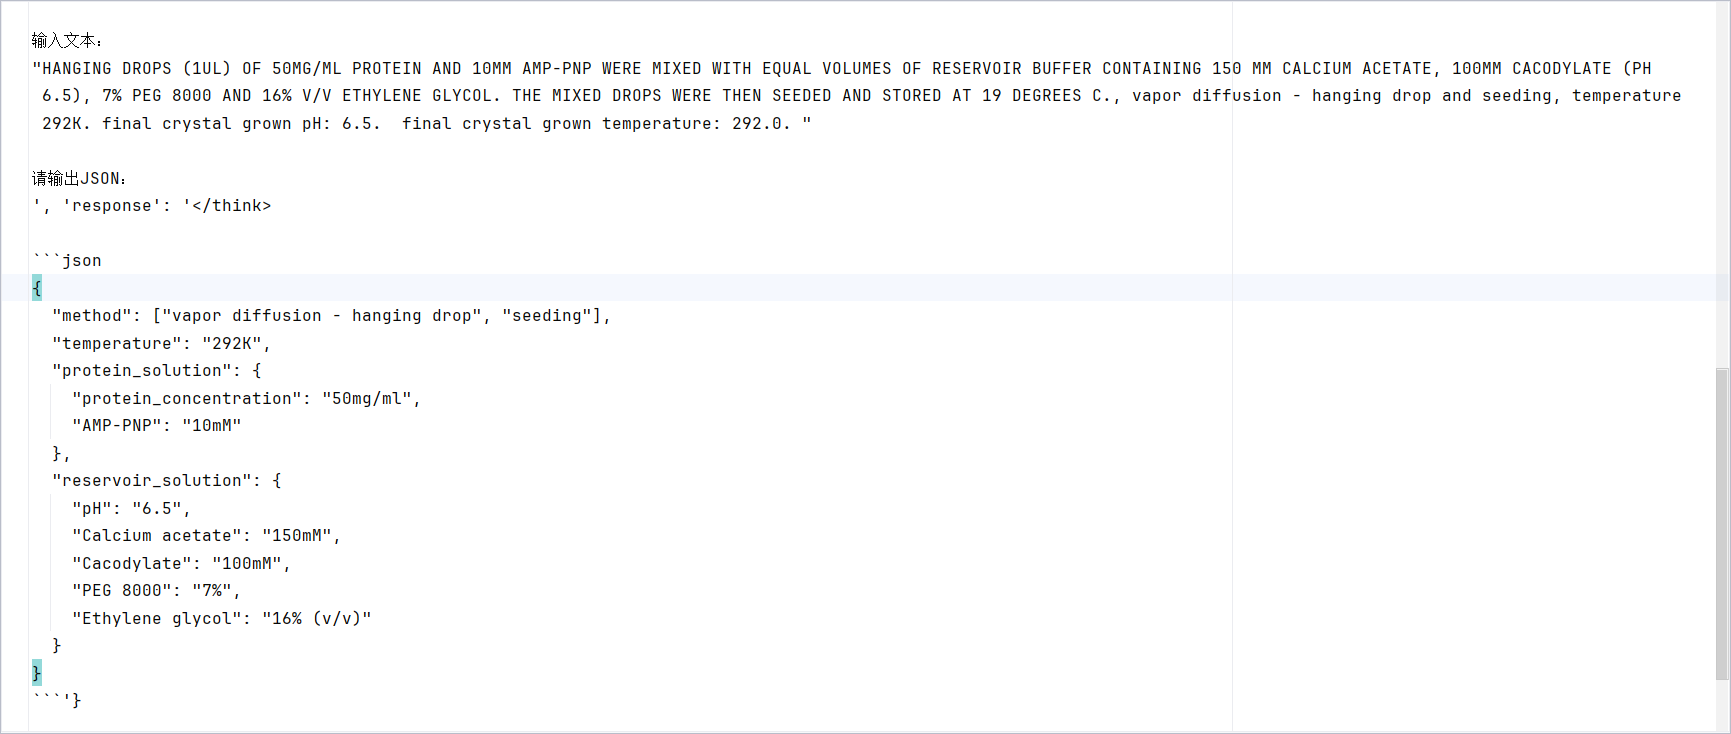 输入文本：
"HANGING DROPS (1UL) OF 50MG/ML PROTEIN AND 10MM AMP-PNP WERE MIXED WITH EQUAL VOLUMES OF RESERVOIR BUFFER CONTAINING 150 MM CALCIUM ACETATE, 100MM CACODYLATE (PH
6.5), 7% PEG 8000 AND 16% V/V ETHYLENE GLYCOL. THE MIXED DROPS WERE THEN SEEDED AND STORED AT 19 DEGREES C., vapor diffusion - hanging drop and seeding, temperature
292K. final crystal grown pH: 6.5.  final crystal grown temperature: 292.0. "
请输出JSON：
', 'response': '</think>
```json
{
  "method": ["vapor diffusion - hanging drop", "seeding"],
  "temperature": "292K",
  "protein_solution": {
    "protein_concentration": "50mg/ml",
    "AMP-PNP": "10mM"
  },
  "reservoir_solution": {
    "pH": "6.5",
    "Calcium acetate": "150mM",
    "Cacodylate": "100mM",
    "PEG 8000": "7%",
    "Ethylene glycol": "16% (v/v)"
  }
}
```'}